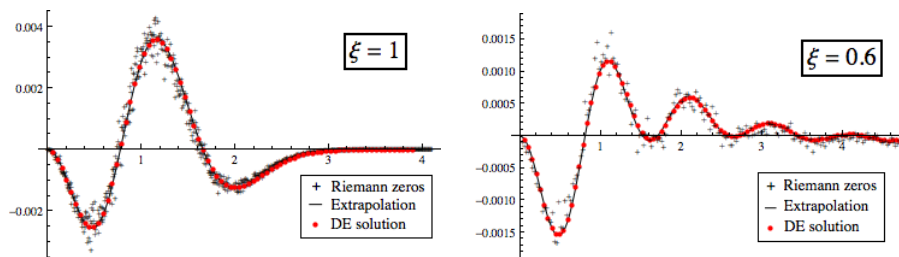 0.004
ξ = 1
0.002
1
2
3
4
−0.002
+ Riemann zeros
— Extrapolation
• DE solution
0.0015
ξ = 0.6
0.0010
0.0005
1
2
3
4
−0.0005
−0.0010
−0.0015
+ Riemann zeros
— Extrapolation
• DE solution